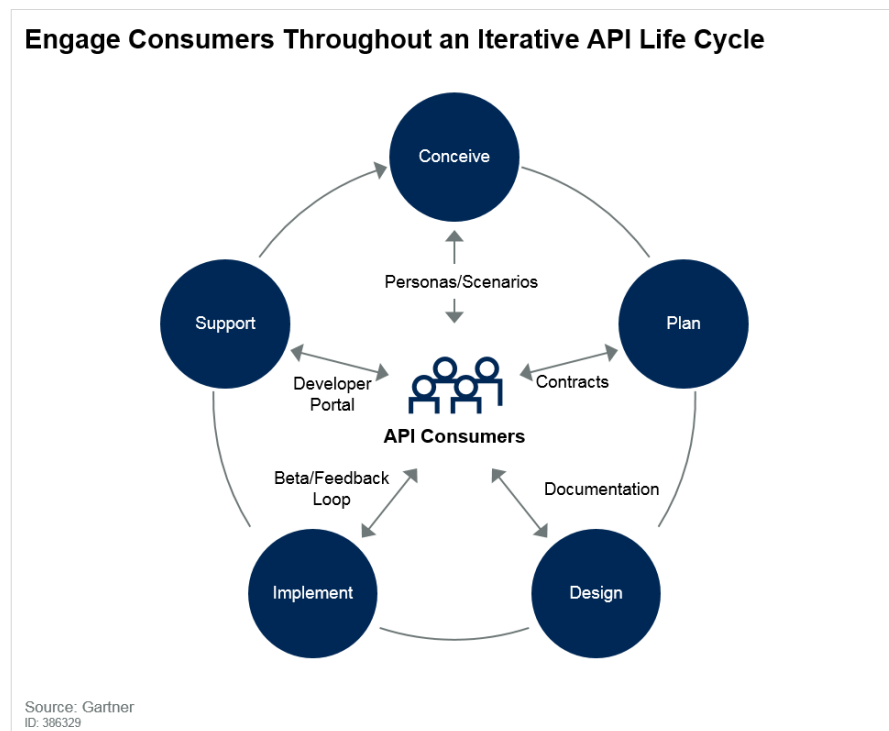 Engage Consumers Throughout an Iterative API Life Cycle
Conceive
Personas/Scenarios
Support
Plan
Developer
Portal
Contracts
API Consumers
Beta/Feedback
Loop
Documentation
Implement
Design
Source: Gartner
ID: 386329